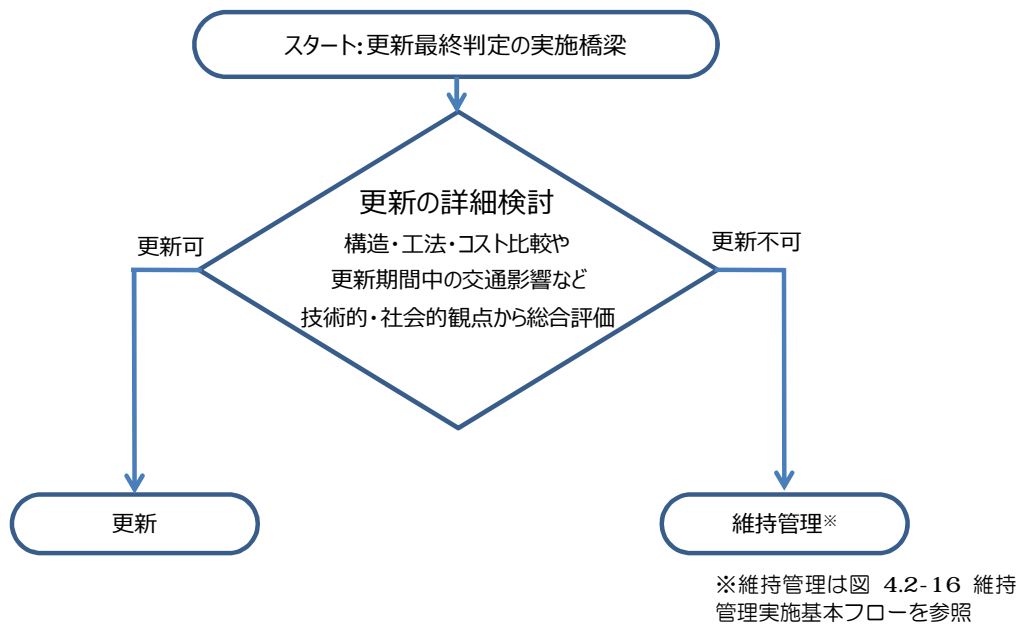 スタート:更新最終判定の実施橋梁
更新の詳細検討
構造・工法・コスト比較や
更新期間中の交通影響など
技術的・社会的観点から総合評価
更新可
更新不可
更新
維持管理※
※維持管理は図 4.2-16 維持
管理実施基本フローを参照